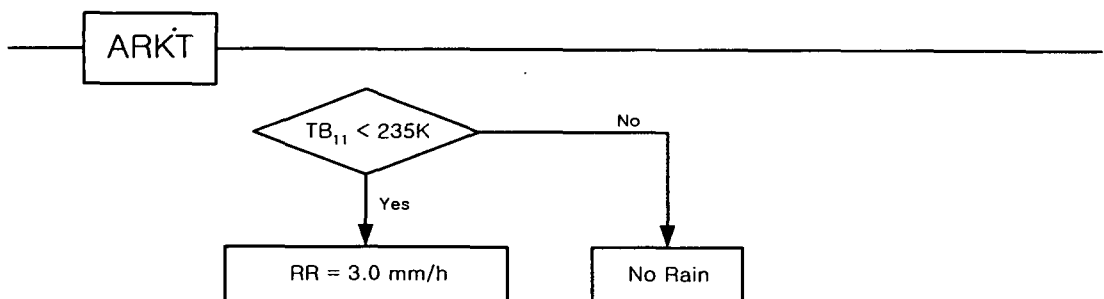 ARKT
TB₁₁ < 235K
No
Yes
RR = 3.0 mm/h
No Rain